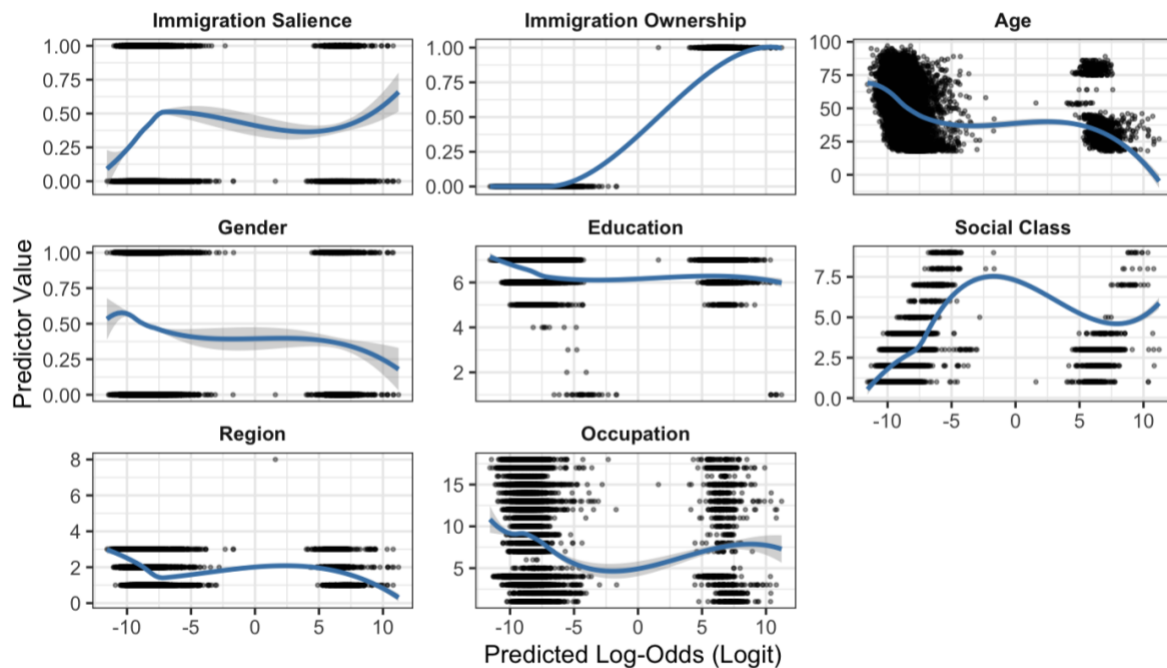 Immigration Salience
Immigration Ownership
Age
1.00
0.75
0.50
0.25
0.00
1.00
0.75
0.50
0.25
0.00
100
75
50
25
0
Predictor Value
Gender
Education
Social Class
1.00
0.75
0.50
0.25
0.00
6
4
2
7.5
5.0
2.5
0.0
-10 -5 0 5 10
Region
Occupation
8
6
4
2
0
15
10
5
-10 -5 0 5 10
-10 -5 0 5 10
Predicted Log-Odds (Logit)